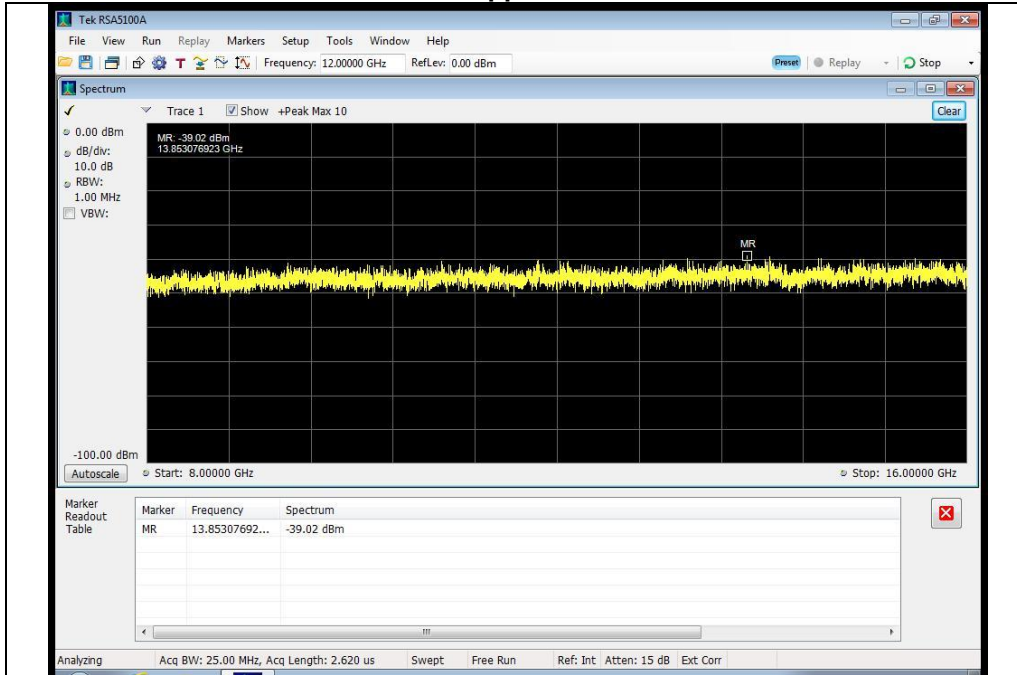 Tek RSA5100A
File View Run Replay Markers Setup Tools Window Help
Frequency: 12.00000 GHz RefLev: 0.00 dBm Preset Replay Stop
Spectrum
Trace 1 Show +Peak Max 10 Clear
0.00 dBm
dB/div:
10.0 dB
RBW:
1.00 MHz
VBW:
MR: -39.02 dBm
13.853076923 GHz
MR
-100.00 dBm
Autoscale Start: 8.00000 GHz Stop: 16.00000 GHz
Marker
Readout
Table
Marker Frequency Spectrum
MR 13.85307692... -39.02 dBm
Analyzing Acq BW: 25.00 MHz, Acq Length: 2.620 us Swept Free Run Ref: Int Atten: 15 dB Ext Corr